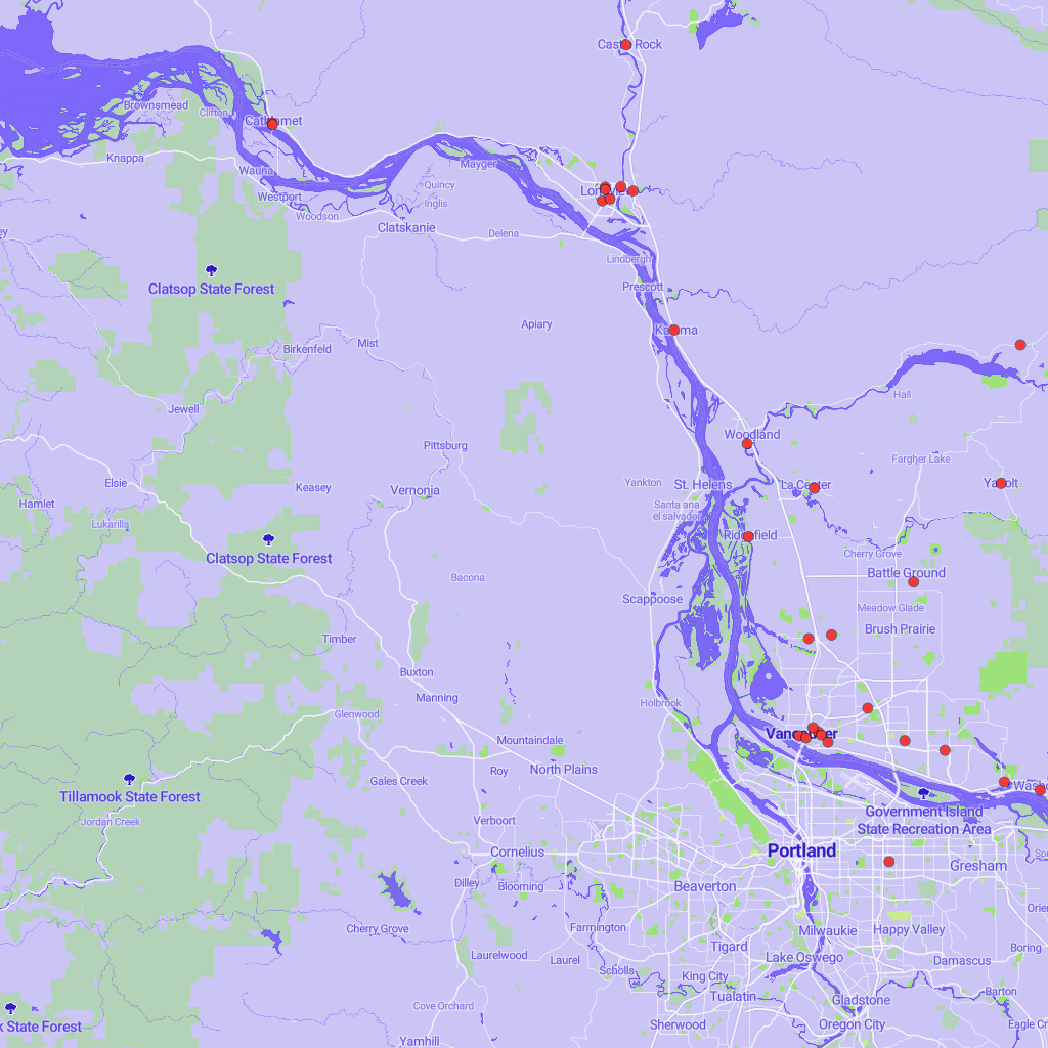 Castle Rock
Brownsmead
Clifton
Cathlamet
Knappa
Mayger
Wauna
Quincy
Longview
Westport
Inglis
Woodson
Clatskanie
Delena
Lindbergh
Clatsop State Forest
Prescott
Apiary
Kalama
Mist
Birkenfeld
Hall
Jewell
Woodland
Pittsburg
Fargher Lake
Elsie
Keasey
Vernonia
Yankton
St. Helens
La Center
Yacolt
Hamlet
Santa ana
el salvador
Lukarilla
Ridgefield
Clatsop State Forest
Cherry Grove
Bacona
Battle Ground
Scappoose
Meadow Glade
Timber
Brush Prairie
Buxton
Manning
Holbrook
Glenwood
Vancouver
Mountaindale
Roy
North Plains
Gales Creek
Tillamook State Forest
Government Island
State Recreation Area
Jordan Creek
Verboort
Cornelius
Portland
Gresham
Dilley
Blooming
Beaverton
Cherry Grove
Farmington
Milwaukie
Happy Valley
Laurelwood
Laurel
Tigard
Lake Oswego
Damascus
Boring
Scholls
King City
Tualatin
Barton
Cove Orchard
Gladstone
k State Forest
Sherwood
Oregon City
Eagle Cr
Yamhill